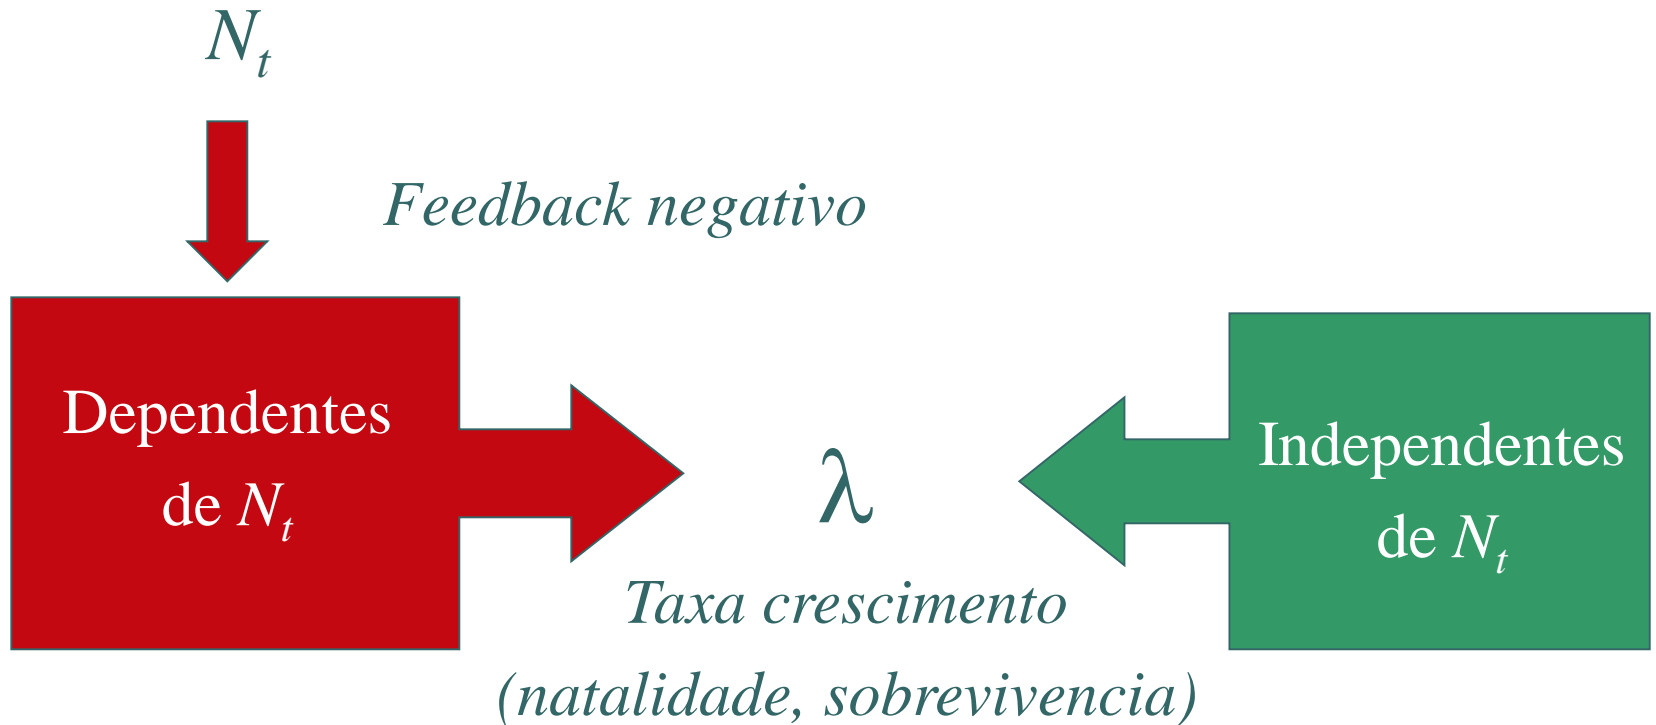 N_t
Feedback negativo
Dependentes
de N_t
λ
Independentes
de N_t
Taxa crescimento
(natalidade, sobrevivencia)